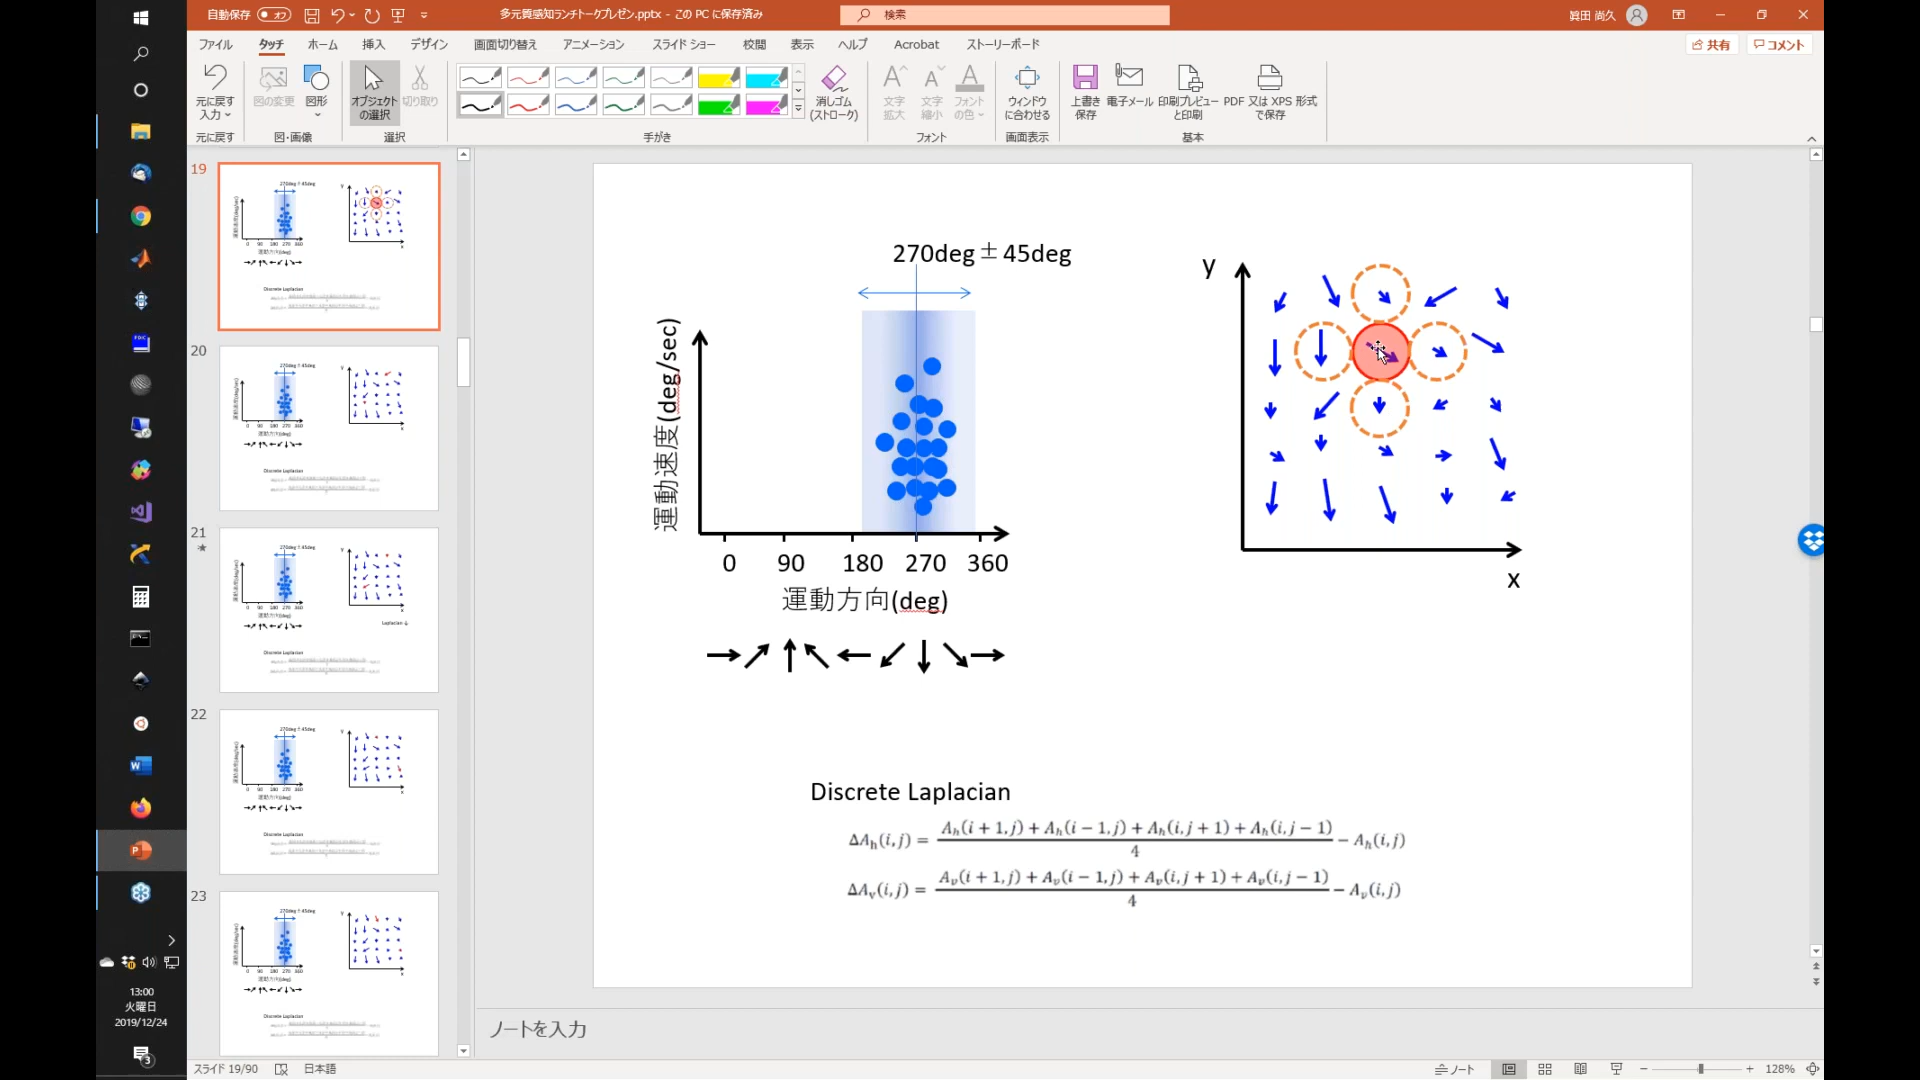 自動保存 オフ
多元質感知ランチトークプレゼン.pptx - この PC に保存済み
検索
眞田 尚久
ファイル タッチ ホーム 挿入 デザイン 画面切り替え アニメーション スライド ショー 校閲 表示 ヘルプ Acrobat ストーリーボード
共有 コメント
元に戻す 図の変更 図形 オブジェクト 切り取り 消しゴム 文字 文字 フォント ウィンドウ 上書き 電子メール 印刷プレビュー PDF 又は XPS 形式
入力 の選択 (ストローク) 拡大 縮小 の色 に合わせる 保存 と印刷 で保存
元に戻す 図・画像 選択 手がき フォント 画面表示 基本
19
20
21
22
23
270deg±45deg
運動速度(deg/sec)
0 90 180 270 360
運動方向(deg)
y
x
Discrete Laplacian
ΔA_h(i,j) = (A_h(i+1,j) + A_h(i−1,j) + A_h(i,j+1) + A_h(i,j−1)) / 4 − A_h(i,j)
ΔA_v(i,j) = (A_v(i+1,j) + A_v(i−1,j) + A_v(i,j+1) + A_v(i,j−1)) / 4 − A_v(i,j)
ノートを入力
13:00
火曜日
2019/12/24
3
スライド 19/90 日本語
ノート
128%